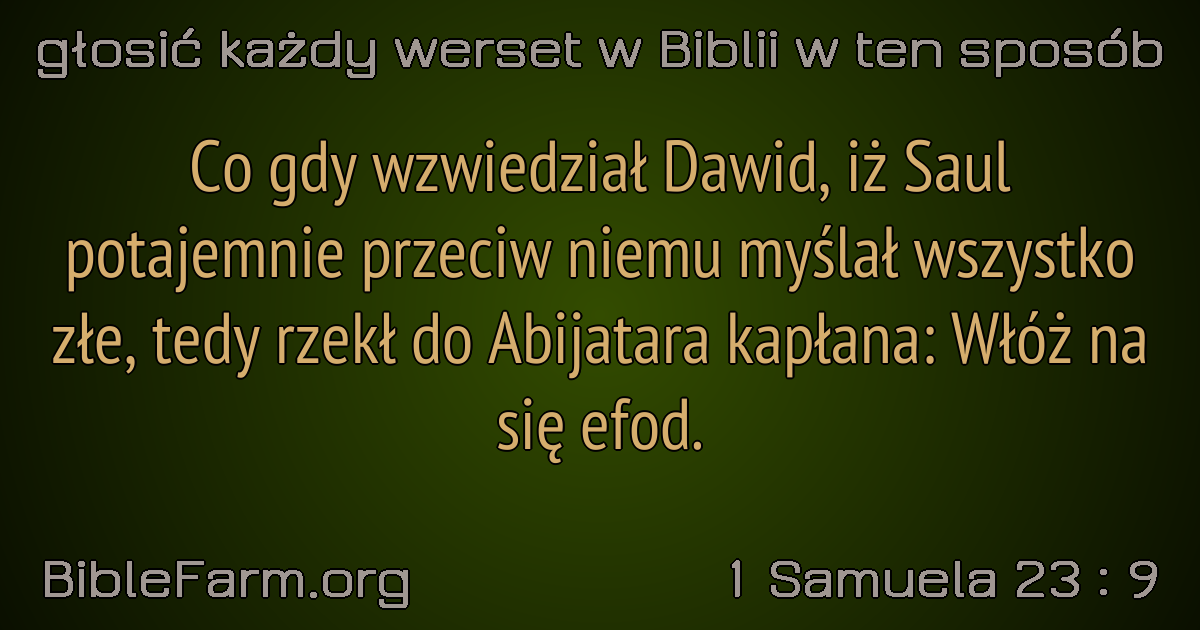 głosić każdy werset w Biblii w ten sposób
Co gdy wzwiedział Dawid, iż Saul
potajemnie przeciw niemu myślał wszystko
złe, tedy rzekł do Abijatara kapłana: Włóż na
się efod.
BibleFarm.org
1 Samuela 23 : 9